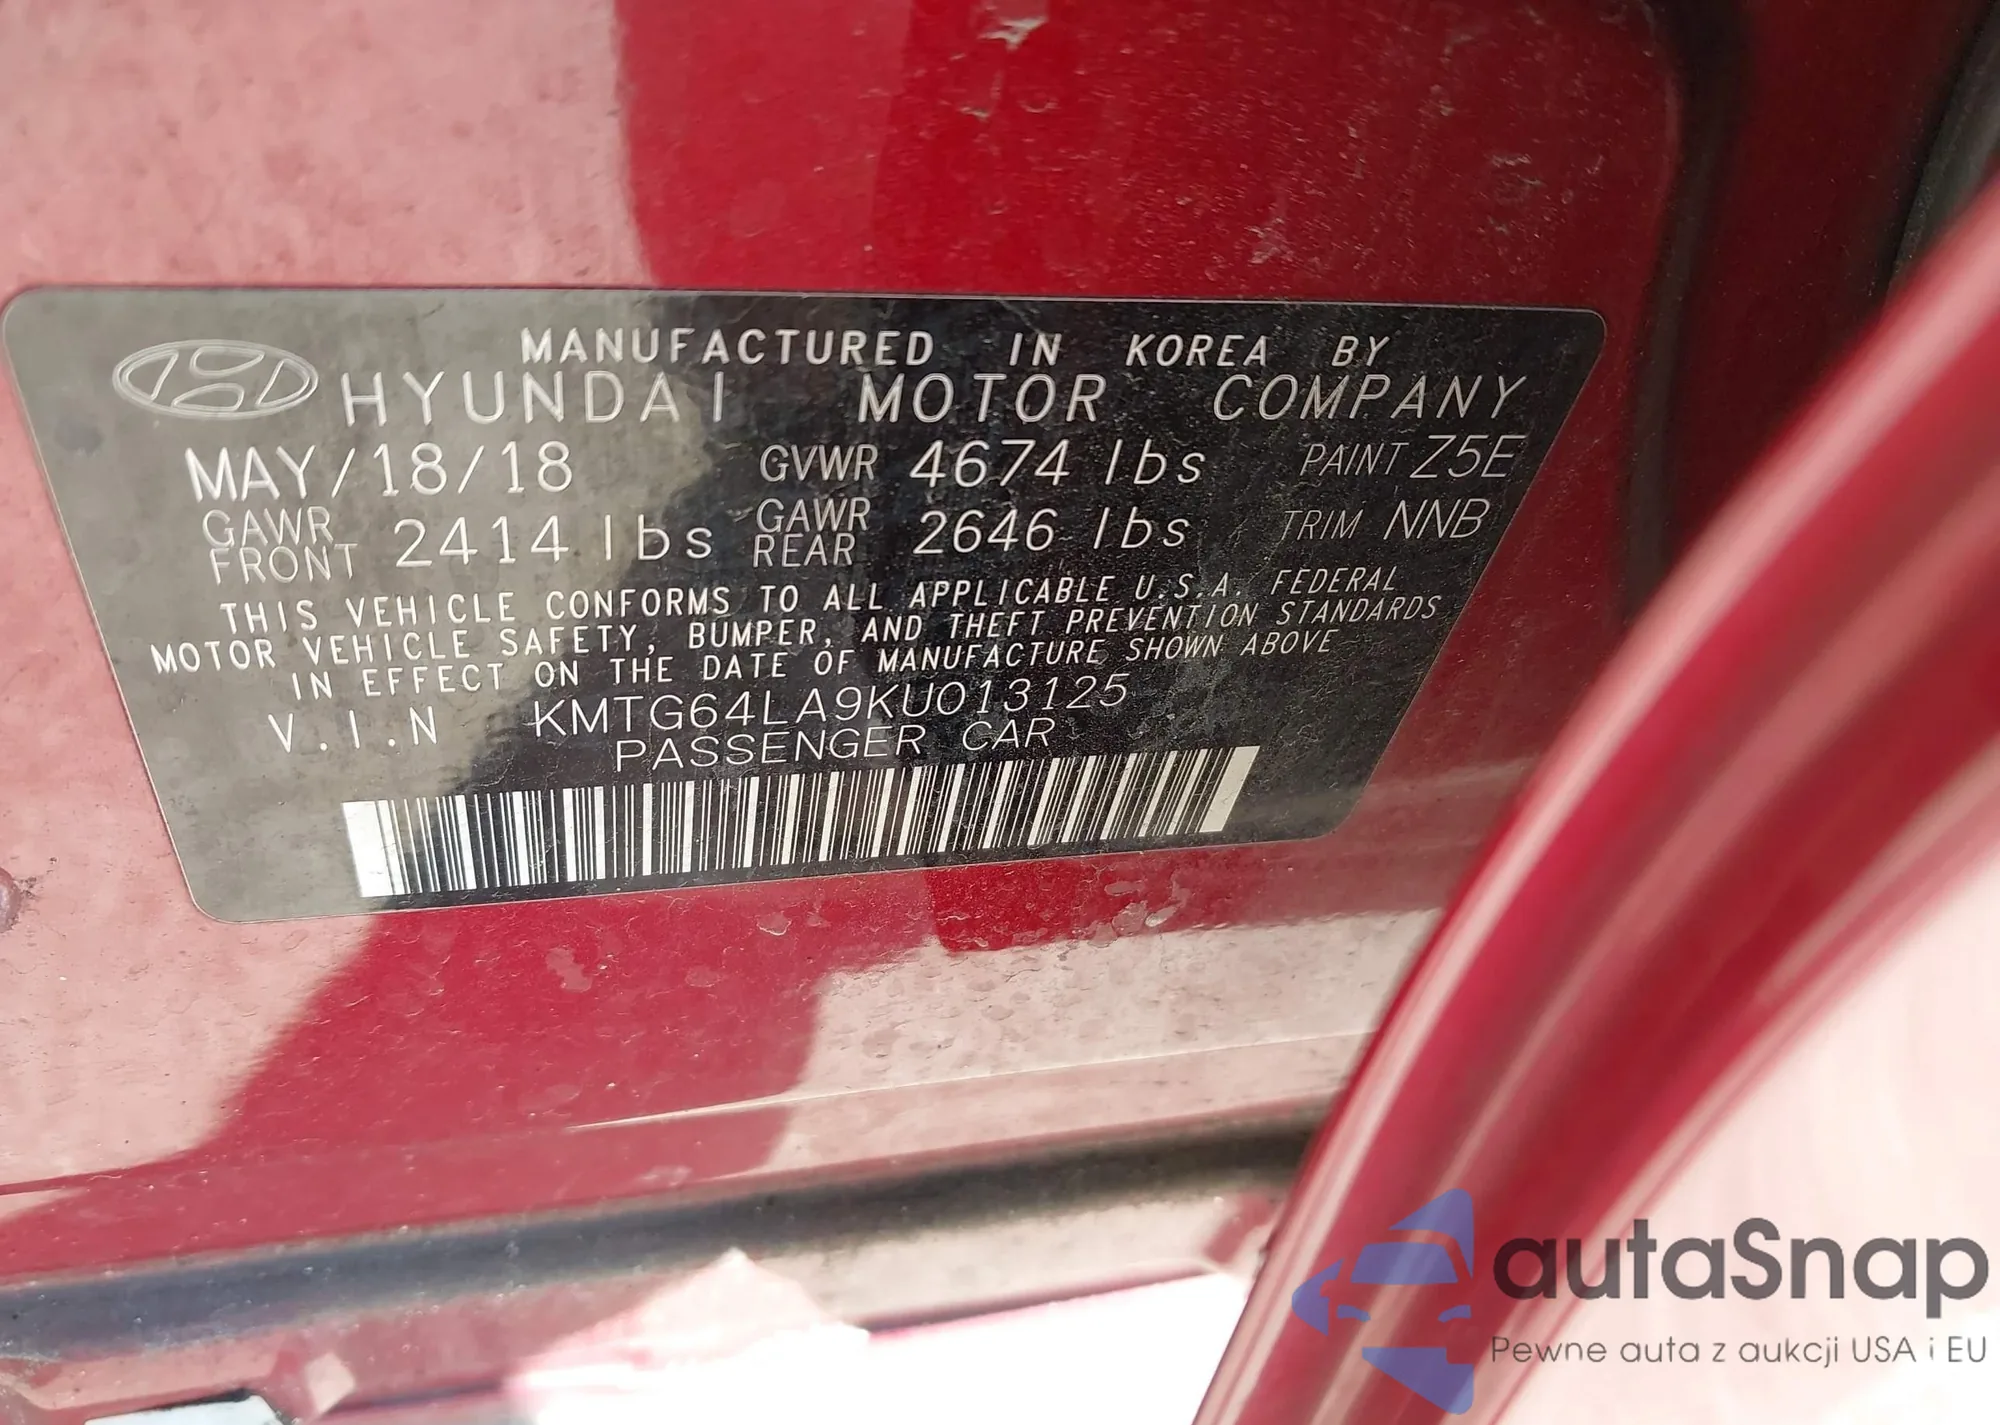 MANUFACTURED IN KOREA BY
HYUNDAI MOTOR COMPANY
MAY/18/18 GVWR 4674 lbs PAINT Z5E
GAWR FRONT 2414 lbs GAWR REAR 2646 lbs TRIM NNB
THIS VEHICLE CONFORMS TO ALL APPLICABLE U.S.A. FEDERAL
MOTOR VEHICLE SAFETY, BUMPER, AND THEFT PREVENTION STANDARDS
IN EFFECT ON THE DATE OF MANUFACTURE SHOWN ABOVE
V.I.N KMTG64LA9KU013125
PASSENGER CAR
autaSnap
Pewne auta z aukcji USA i EU